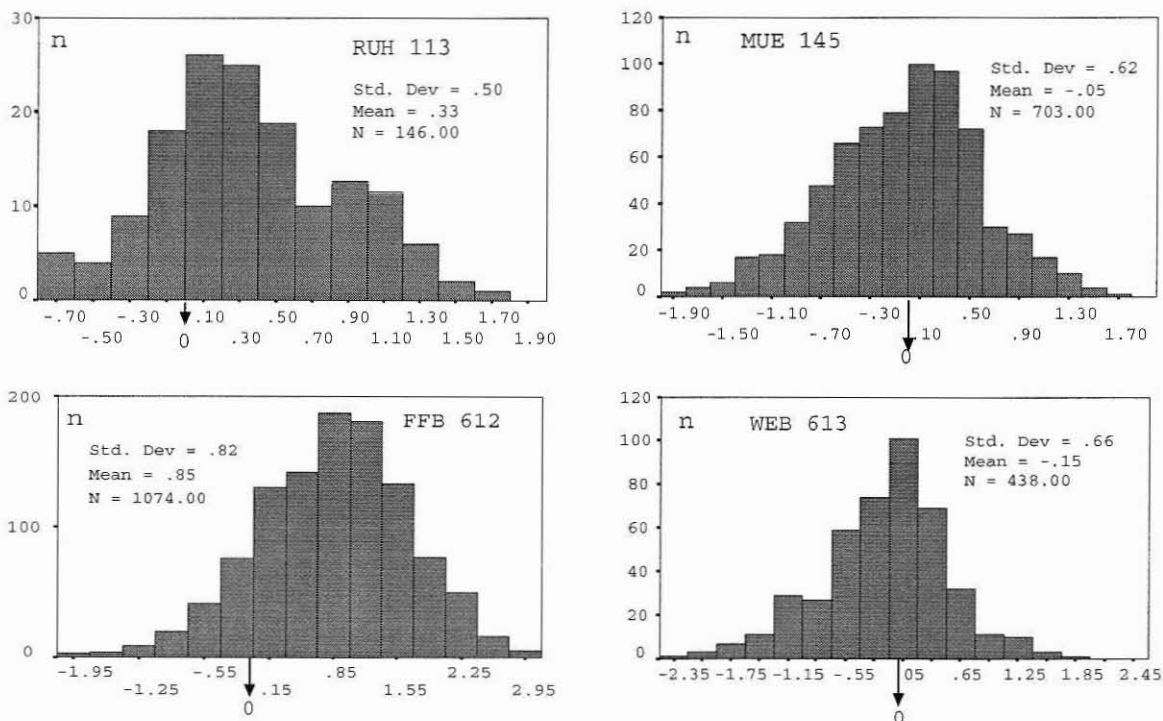 30
n
RUH 113
Std. Dev = .50
Mean = .33
N = 146.00
20
10
0
-.70 -.30 .10 .50 .90 1.30 1.70
-.50 0 .30 .70 1.10 1.50 1.90
120
n
MUE 145
100
Std. Dev = .62
Mean = -.05
N = 703.00
80
60
40
20
0
-1.90 -1.10 -.30 .50 1.30
-1.50 -.70 .10 .90 1.70
0
200
n
FFB 612
Std. Dev = .82
Mean = .85
N = 1074.00
100
0
-1.95 -.55 .85 2.25
-1.25 .15 1.55 2.95
0
120
n
WEB 613
100
Std. Dev = .66
Mean = -.15
N = 438.00
80
60
40
20
0
-2.35 -1.75 -1.15 -.55 .05 .65 1.25 1.85 2.45
0